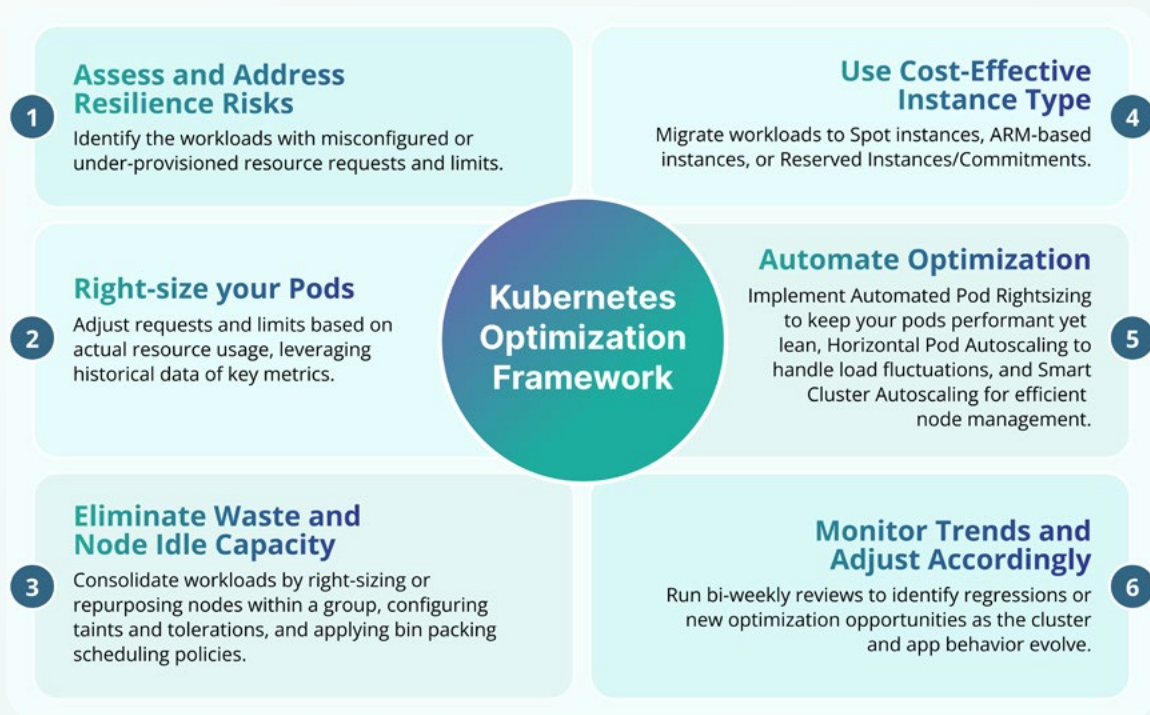 1
Assess and Address
Resilience Risks
Identify the workloads with misconfigured or
under-provisioned resource requests and limits.
2
Right-size your Pods
Adjust requests and limits based on
actual resource usage, leveraging
historical data of key metrics.
3
Eliminate Waste and
Node Idle Capacity
Consolidate workloads by right-sizing or
repurposing nodes within a group, configuring
taints and tolerations, and applying bin packing
scheduling policies.
Kubernetes
Optimization
Framework
4
Use Cost-Effective
Instance Type
Migrate workloads to Spot instances, ARM-based
instances, or Reserved Instances/Commitments.
5
Automate Optimization
Implement Automated Pod Rightsizing
to keep your pods performant yet
lean, Horizontal Pod Autoscaling to
handle load fluctuations, and Smart
Cluster Autoscaling for efficient
node management.
6
Monitor Trends and
Adjust Accordingly
Run bi-weekly reviews to identify regressions or
new optimization opportunities as the cluster
and app behavior evolve.